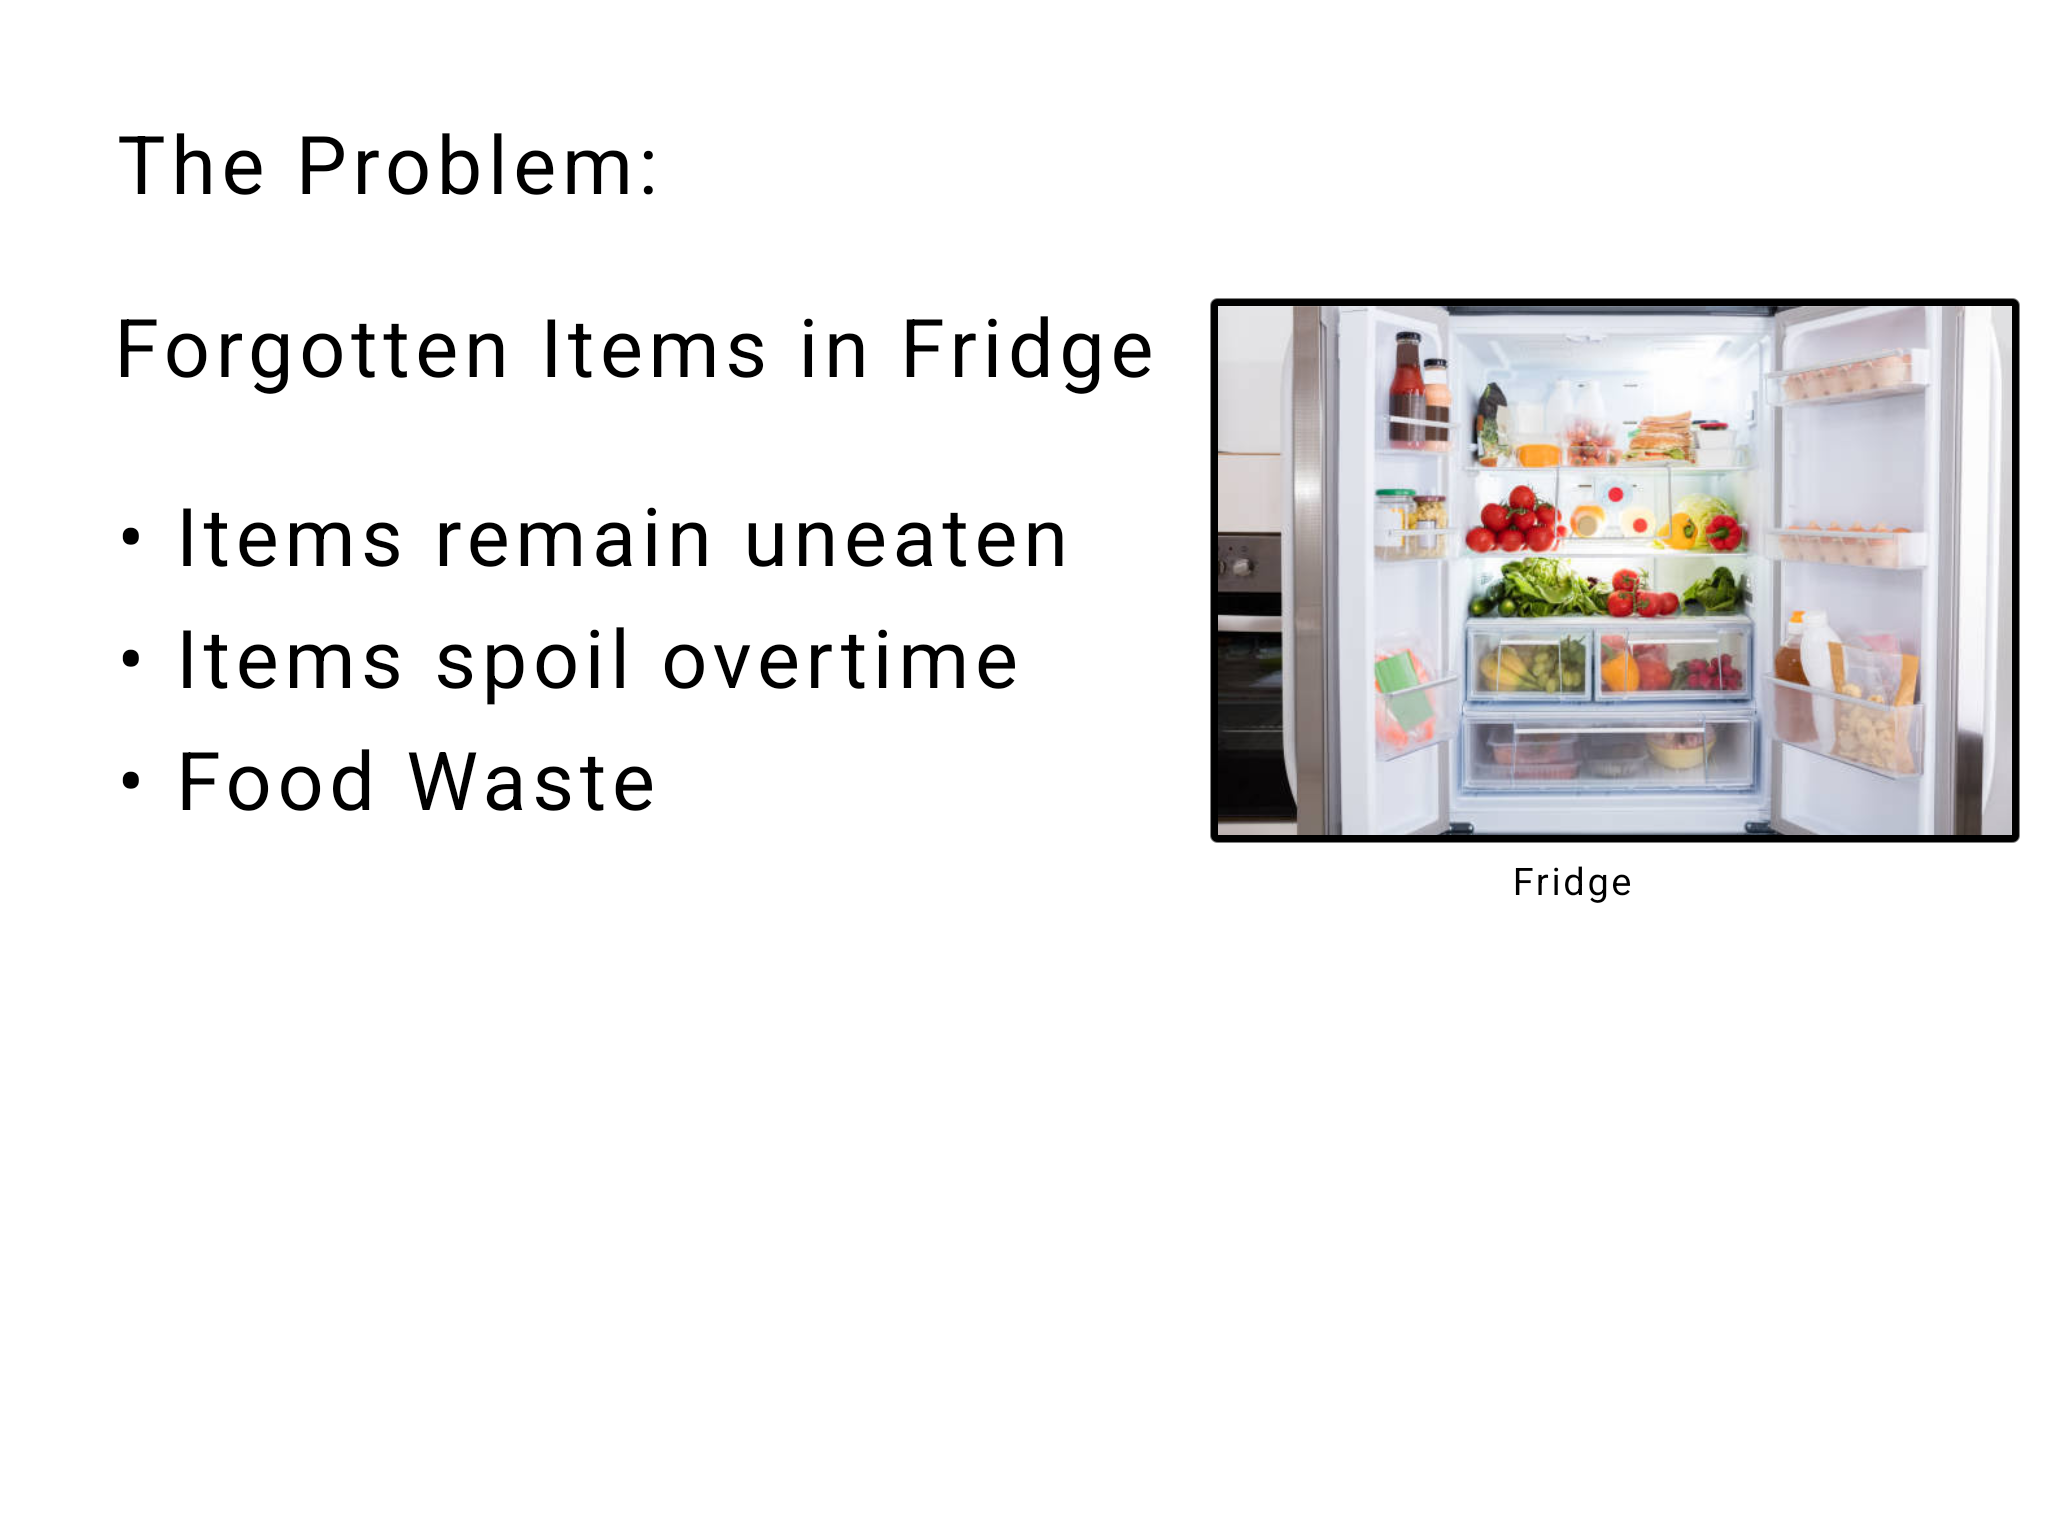 The Problem:
Forgotten Items in Fridge
• Items remain uneaten
• Items spoil overtime
• Food Waste
Fridge